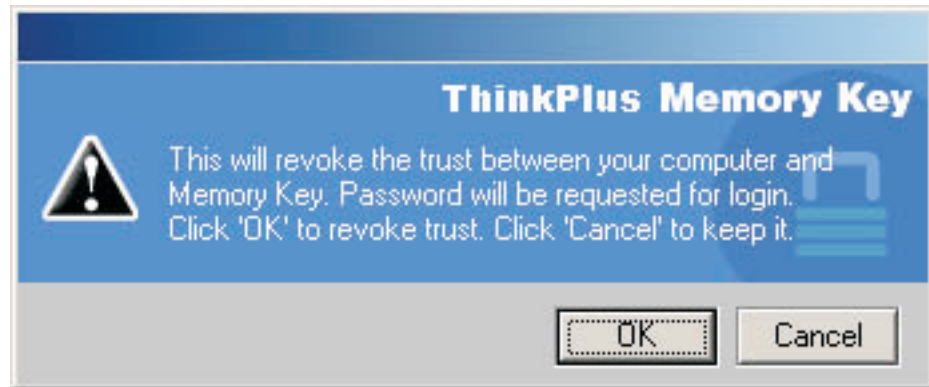 ThinkPlus Memory Key
This will revoke the trust between your computer and
Memory Key. Password will be requested for login.
Click 'OK' to revoke trust. Click 'Cancel' to keep it.
OK Cancel